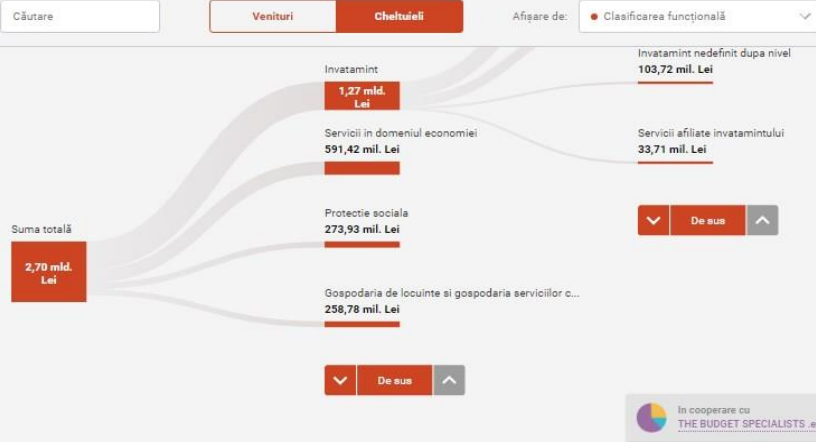 Căutare
Venituri
Cheltuieli
Afișare de:
Clasificarea funcțională
Invatamint
1,27 mld.
Lei
Servicii in domeniul economiei
591,42 mil. Lei
Protectie sociala
273,93 mil. Lei
Gospodaria de locuinte si gospodaria serviciilor c...
258,78 mil. Lei
De sus
Suma totală
2,70 mld.
Lei
Invatamint nedefinit dupa nivel
103,72 mil. Lei
Servicii afiliate invatamintului
33,71 mil. Lei
De sus
In cooperare cu
THE BUDGET SPECIALISTS .e